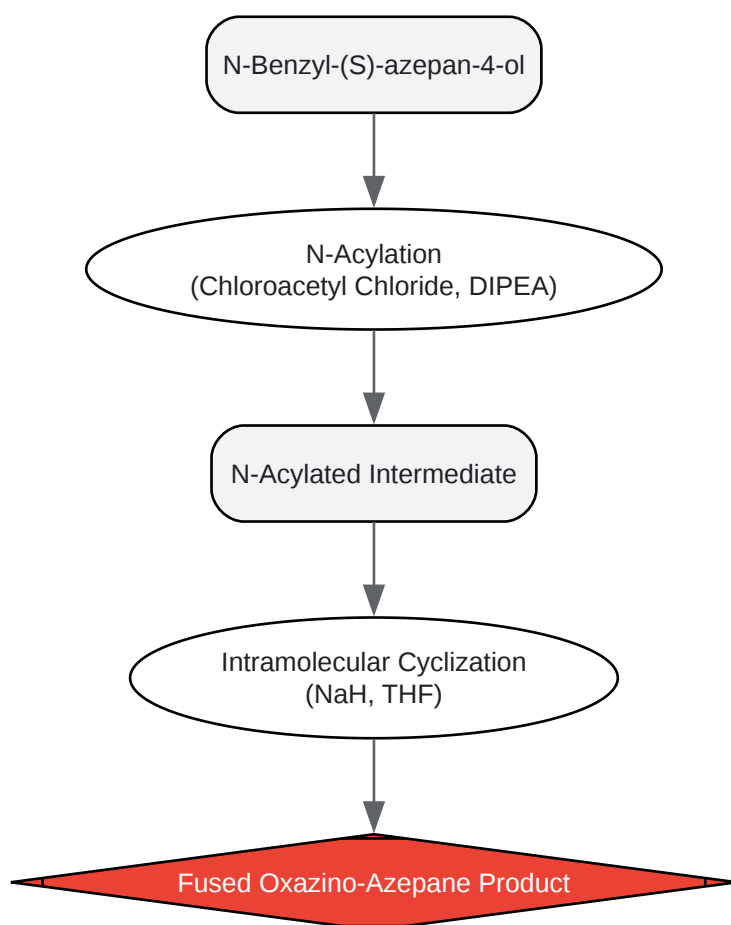 N-Benzyl-(S)-azepan-4-ol
N-Acylation
(Chloroacetyl Chloride, DIPEA)
N-Acylated Intermediate
Intramolecular Cyclization
(NaH, THF)
Fused Oxazino-Azepane Product